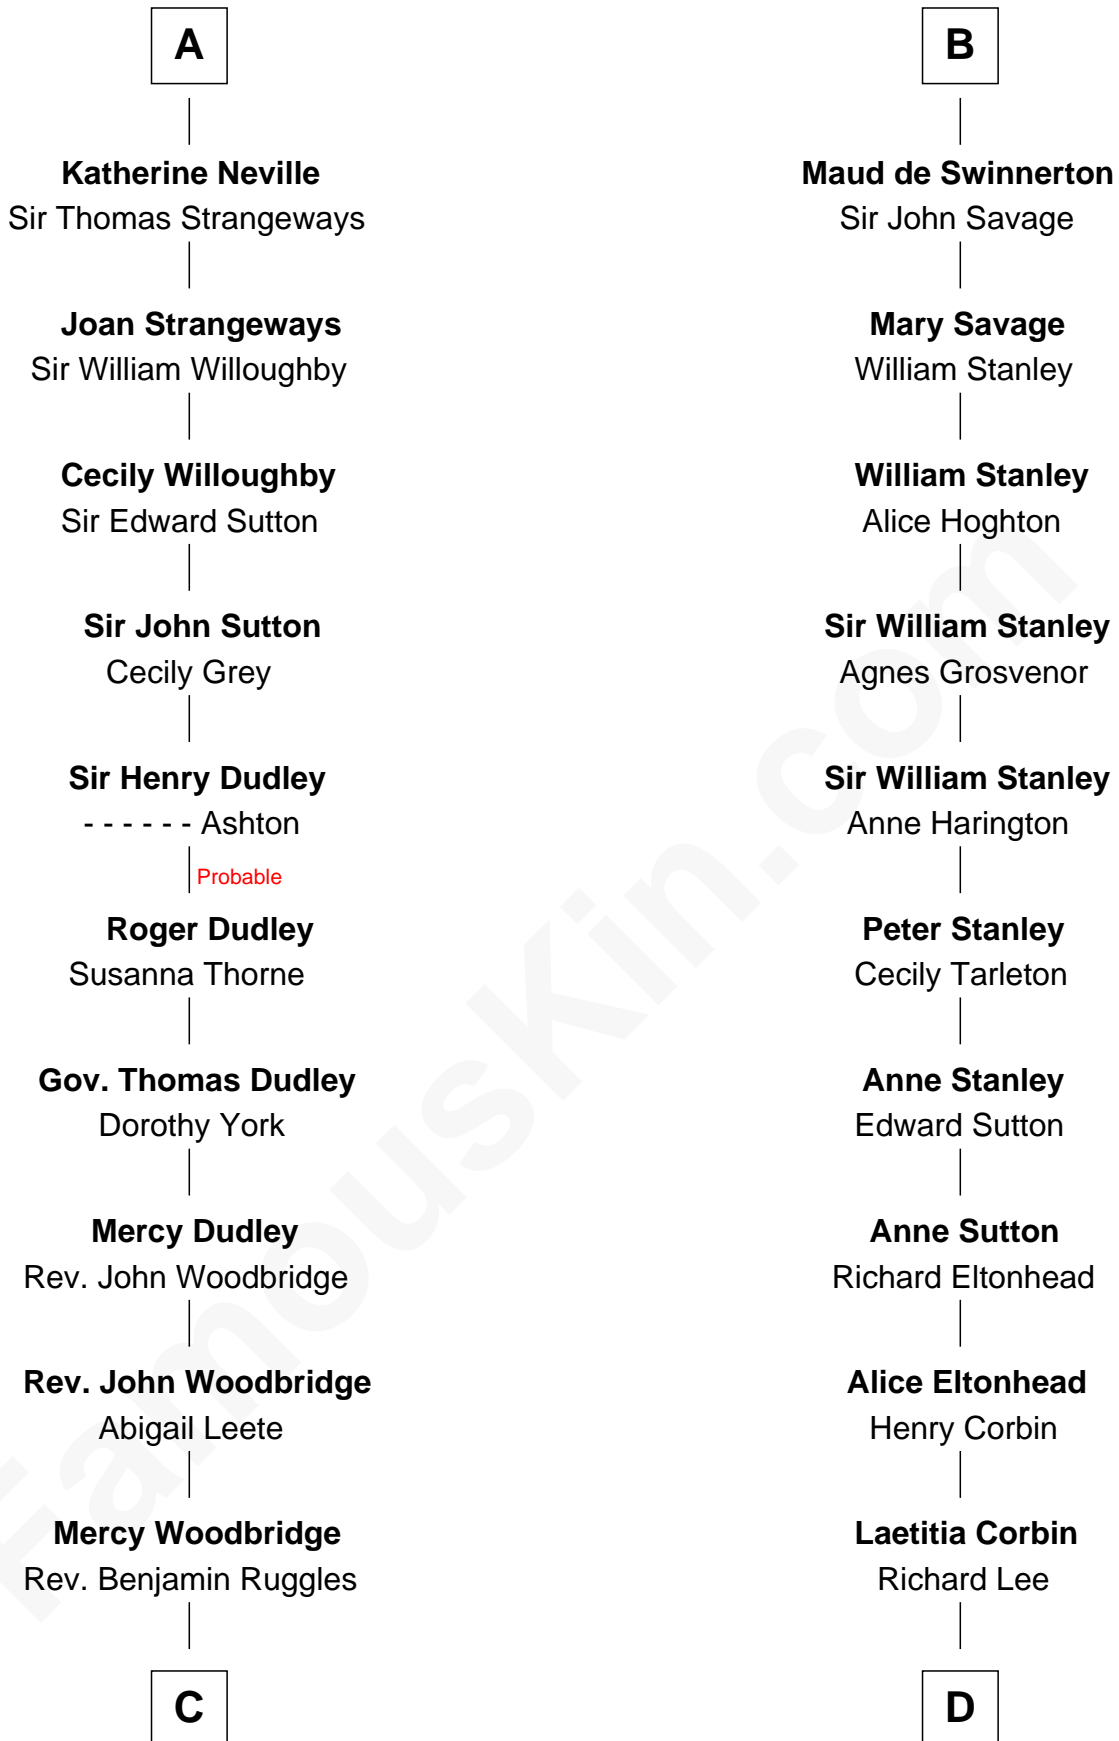 A
Katherine Neville
Sir Thomas Strangeways
Joan Strangeways
Sir William Willoughby
Cecily Willoughby
Sir Edward Sutton
Sir John Sutton
Cecily Grey
Sir Henry Dudley
- - - - - - Ashton
Probable
Roger Dudley
Susanna Thorne
Gov. Thomas Dudley
Dorothy York
Mercy Dudley
Rev. John Woodbridge
Rev. John Woodbridge
Abigail Leete
Mercy Woodbridge
Rev. Benjamin Ruggles
C
B
Maud de Swinnerton
Sir John Savage
Mary Savage
William Stanley
William Stanley
Alice Hoghton
Sir William Stanley
Agnes Grosvenor
Sir William Stanley
Anne Harington
Peter Stanley
Cecily Tarleton
Anne Stanley
Edward Sutton
Anne Sutton
Richard Eltonhead
Alice Eltonhead
Henry Corbin
Laetitia Corbin
Richard Lee
D
FamousKin.com